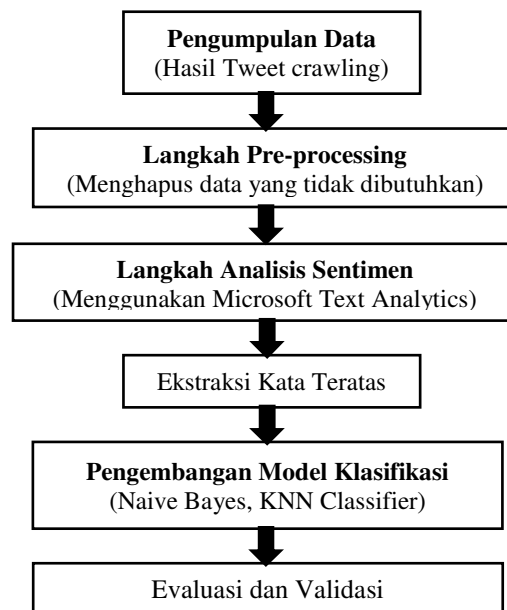 Pengumpulan Data
(Hasil Tweet crawling)
Langkah Pre-processing
(Menghapus data yang tidak dibutuhkan)
Langkah Analisis Sentimen
(Menggunakan Microsoft Text Analytics)
Ekstraksi Kata Teratas
Pengembangan Model Klasifikasi
(Naive Bayes, KNN Classifier)
Evaluasi dan Validasi